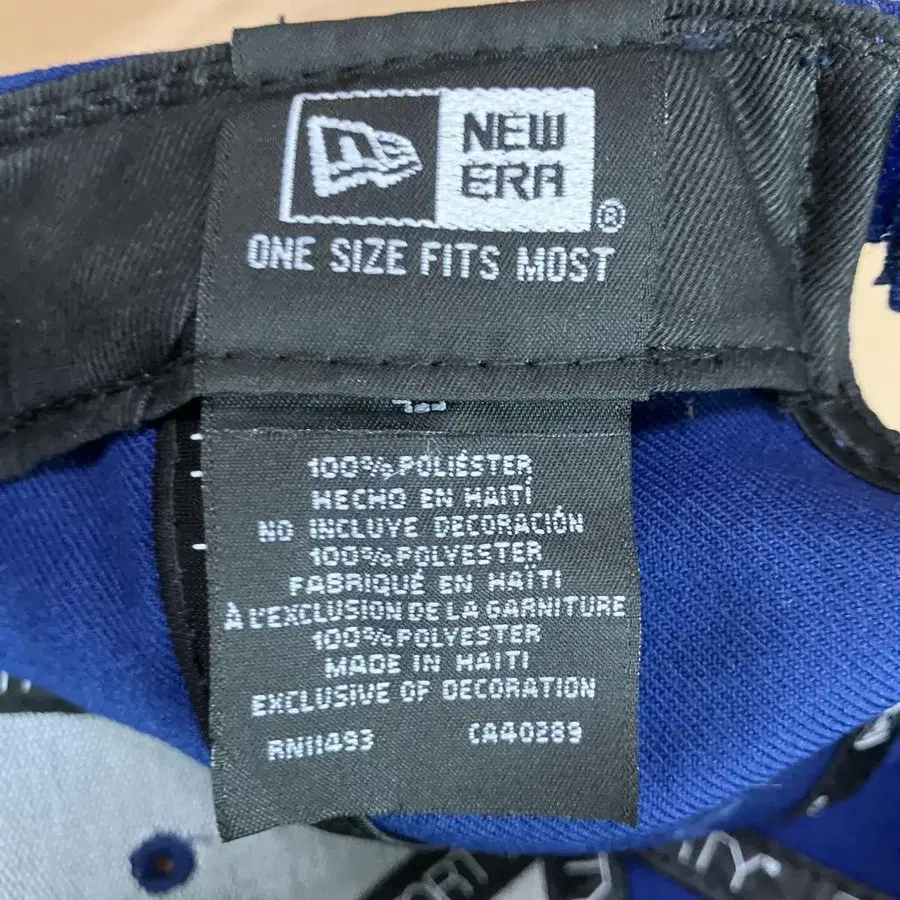 NEW
ERA
®
ONE SIZE FITS MOST
100% POLIÉSTER
HECHO EN HAITÍ
NO INCLUYE DECORACIÓN
100% POLYESTER
FABRIQUÉ EN HAÏTI
À L'EXCLUSION DE LA GARNITURE
100% POLYESTER
MADE IN HAITI
EXCLUSIVE OF DECORATION
RN11493 CA40289